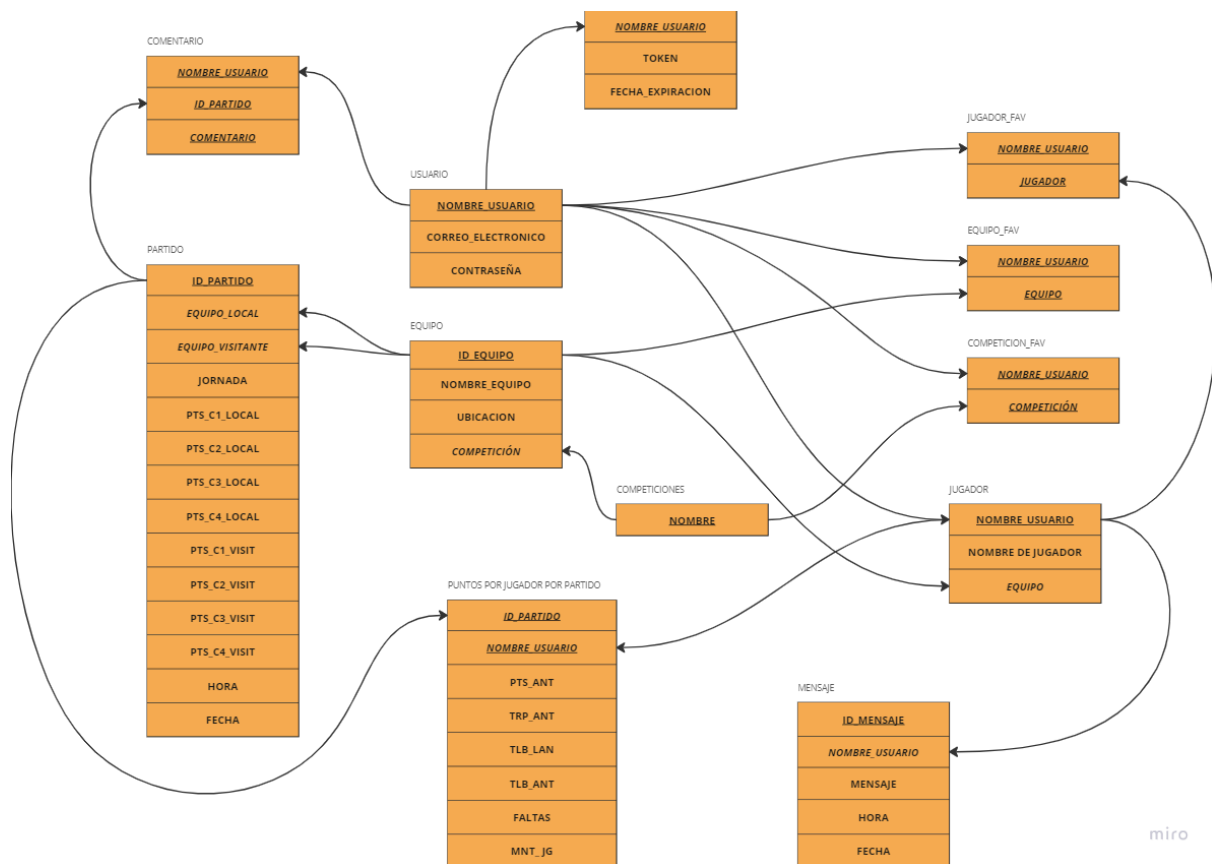 NOMBRE_USUARIO
TOKEN
FECHA_EXPIRACION
COMENTARIO
NOMBRE_USUARIO
ID_PARTIDO
COMENTARIO
JUGADOR_FAV
NOMBRE_USUARIO
JUGADOR
USUARIO
NOMBRE_USUARIO
CORREO_ELECTRONICO
CONTRASEÑA
EQUIPO_FAV
NOMBRE_USUARIO
EQUIPO
PARTIDO
ID_PARTIDO
EQUIPO_LOCAL
EQUIPO_VISITANTE
JORNADA
PTS_C1_LOCAL
PTS_C2_LOCAL
PTS_C3_LOCAL
PTS_C4_LOCAL
PTS_C1_VISIT
PTS_C2_VISIT
PTS_C3_VISIT
PTS_C4_VISIT
HORA
FECHA
EQUIPO
ID_EQUIPO
NOMBRE_EQUIPO
UBICACION
COMPETICIÓN
COMPETICION_FAV
NOMBRE_USUARIO
COMPETICIÓN
COMPETICIONES
NOMBRE
JUGADOR
NOMBRE_USUARIO
NOMBRE DE JUGADOR
EQUIPO
PUNTOS POR JUGADOR POR PARTIDO
ID_PARTIDO
NOMBRE_USUARIO
PTS_ANT
TRP_ANT
TLB_LAN
TLB_ANT
FALTAS
MNT_JG
MENSAJE
ID_MENSAJE
NOMBRE_USUARIO
MENSAJE
HORA
FECHA
miro